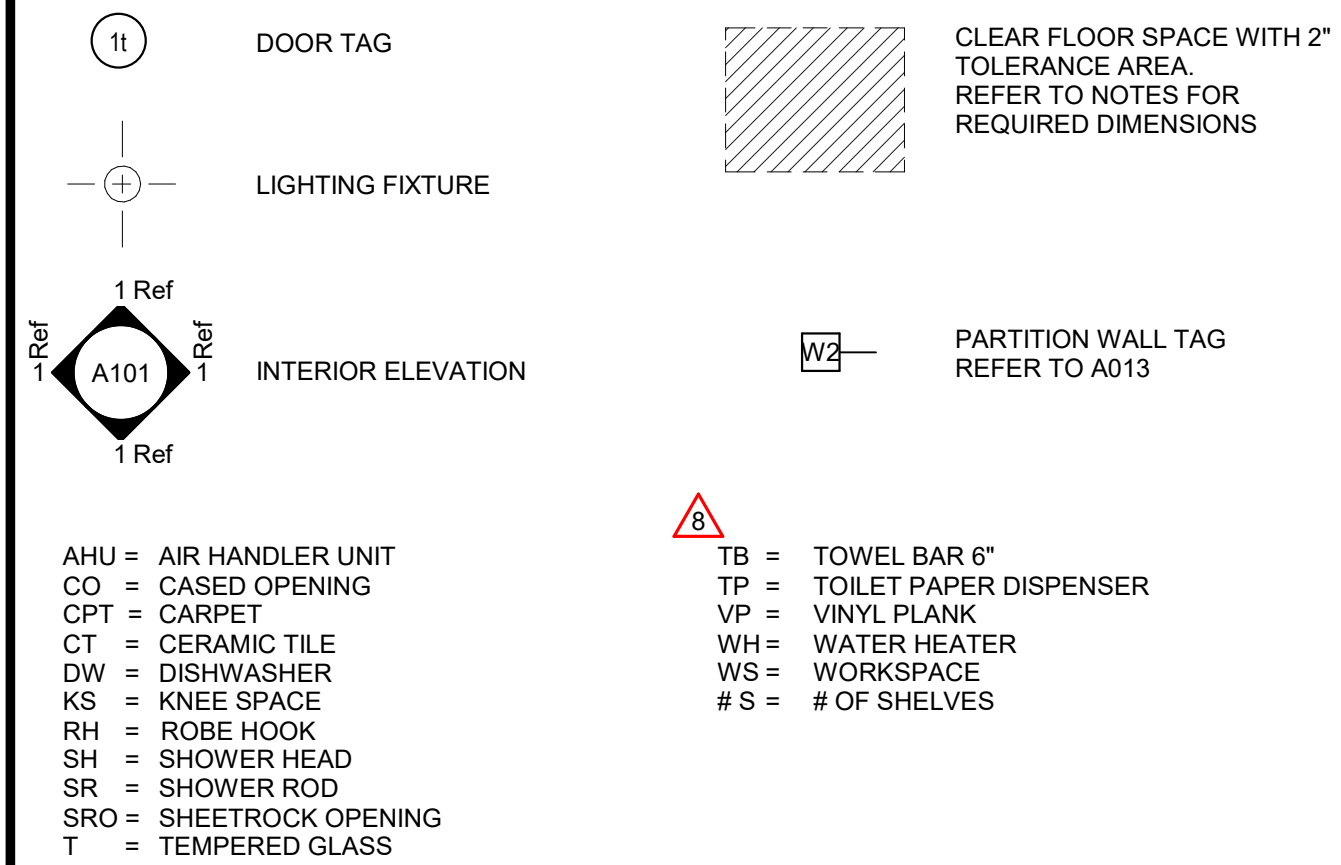 1t
DOOR TAG
CLEAR FLOOR SPACE WITH 2"
TOLERANCE AREA.
REFER TO NOTES FOR
REQUIRED DIMENSIONS
LIGHTING FIXTURE
1 Ref
1 Ref
A101
1 Ref
1 Ref
INTERIOR ELEVATION
W2
PARTITION WALL TAG
REFER TO A013
AHU = AIR HANDLER UNIT
CO = CASED OPENING
CPT = CARPET
CT = CERAMIC TILE
DW = DISHWASHER
KS = KNEE SPACE
RH = ROBE HOOK
SH = SHOWER HEAD
SR = SHOWER ROD
SRO = SHEETROCK OPENING
T = TEMPERED GLASS
8
TB = TOWEL BAR 6"
TP = TOILET PAPER DISPENSER
VP = VINYL PLANK
WH = WATER HEATER
WS = WORKSPACE
# S = # OF SHELVES